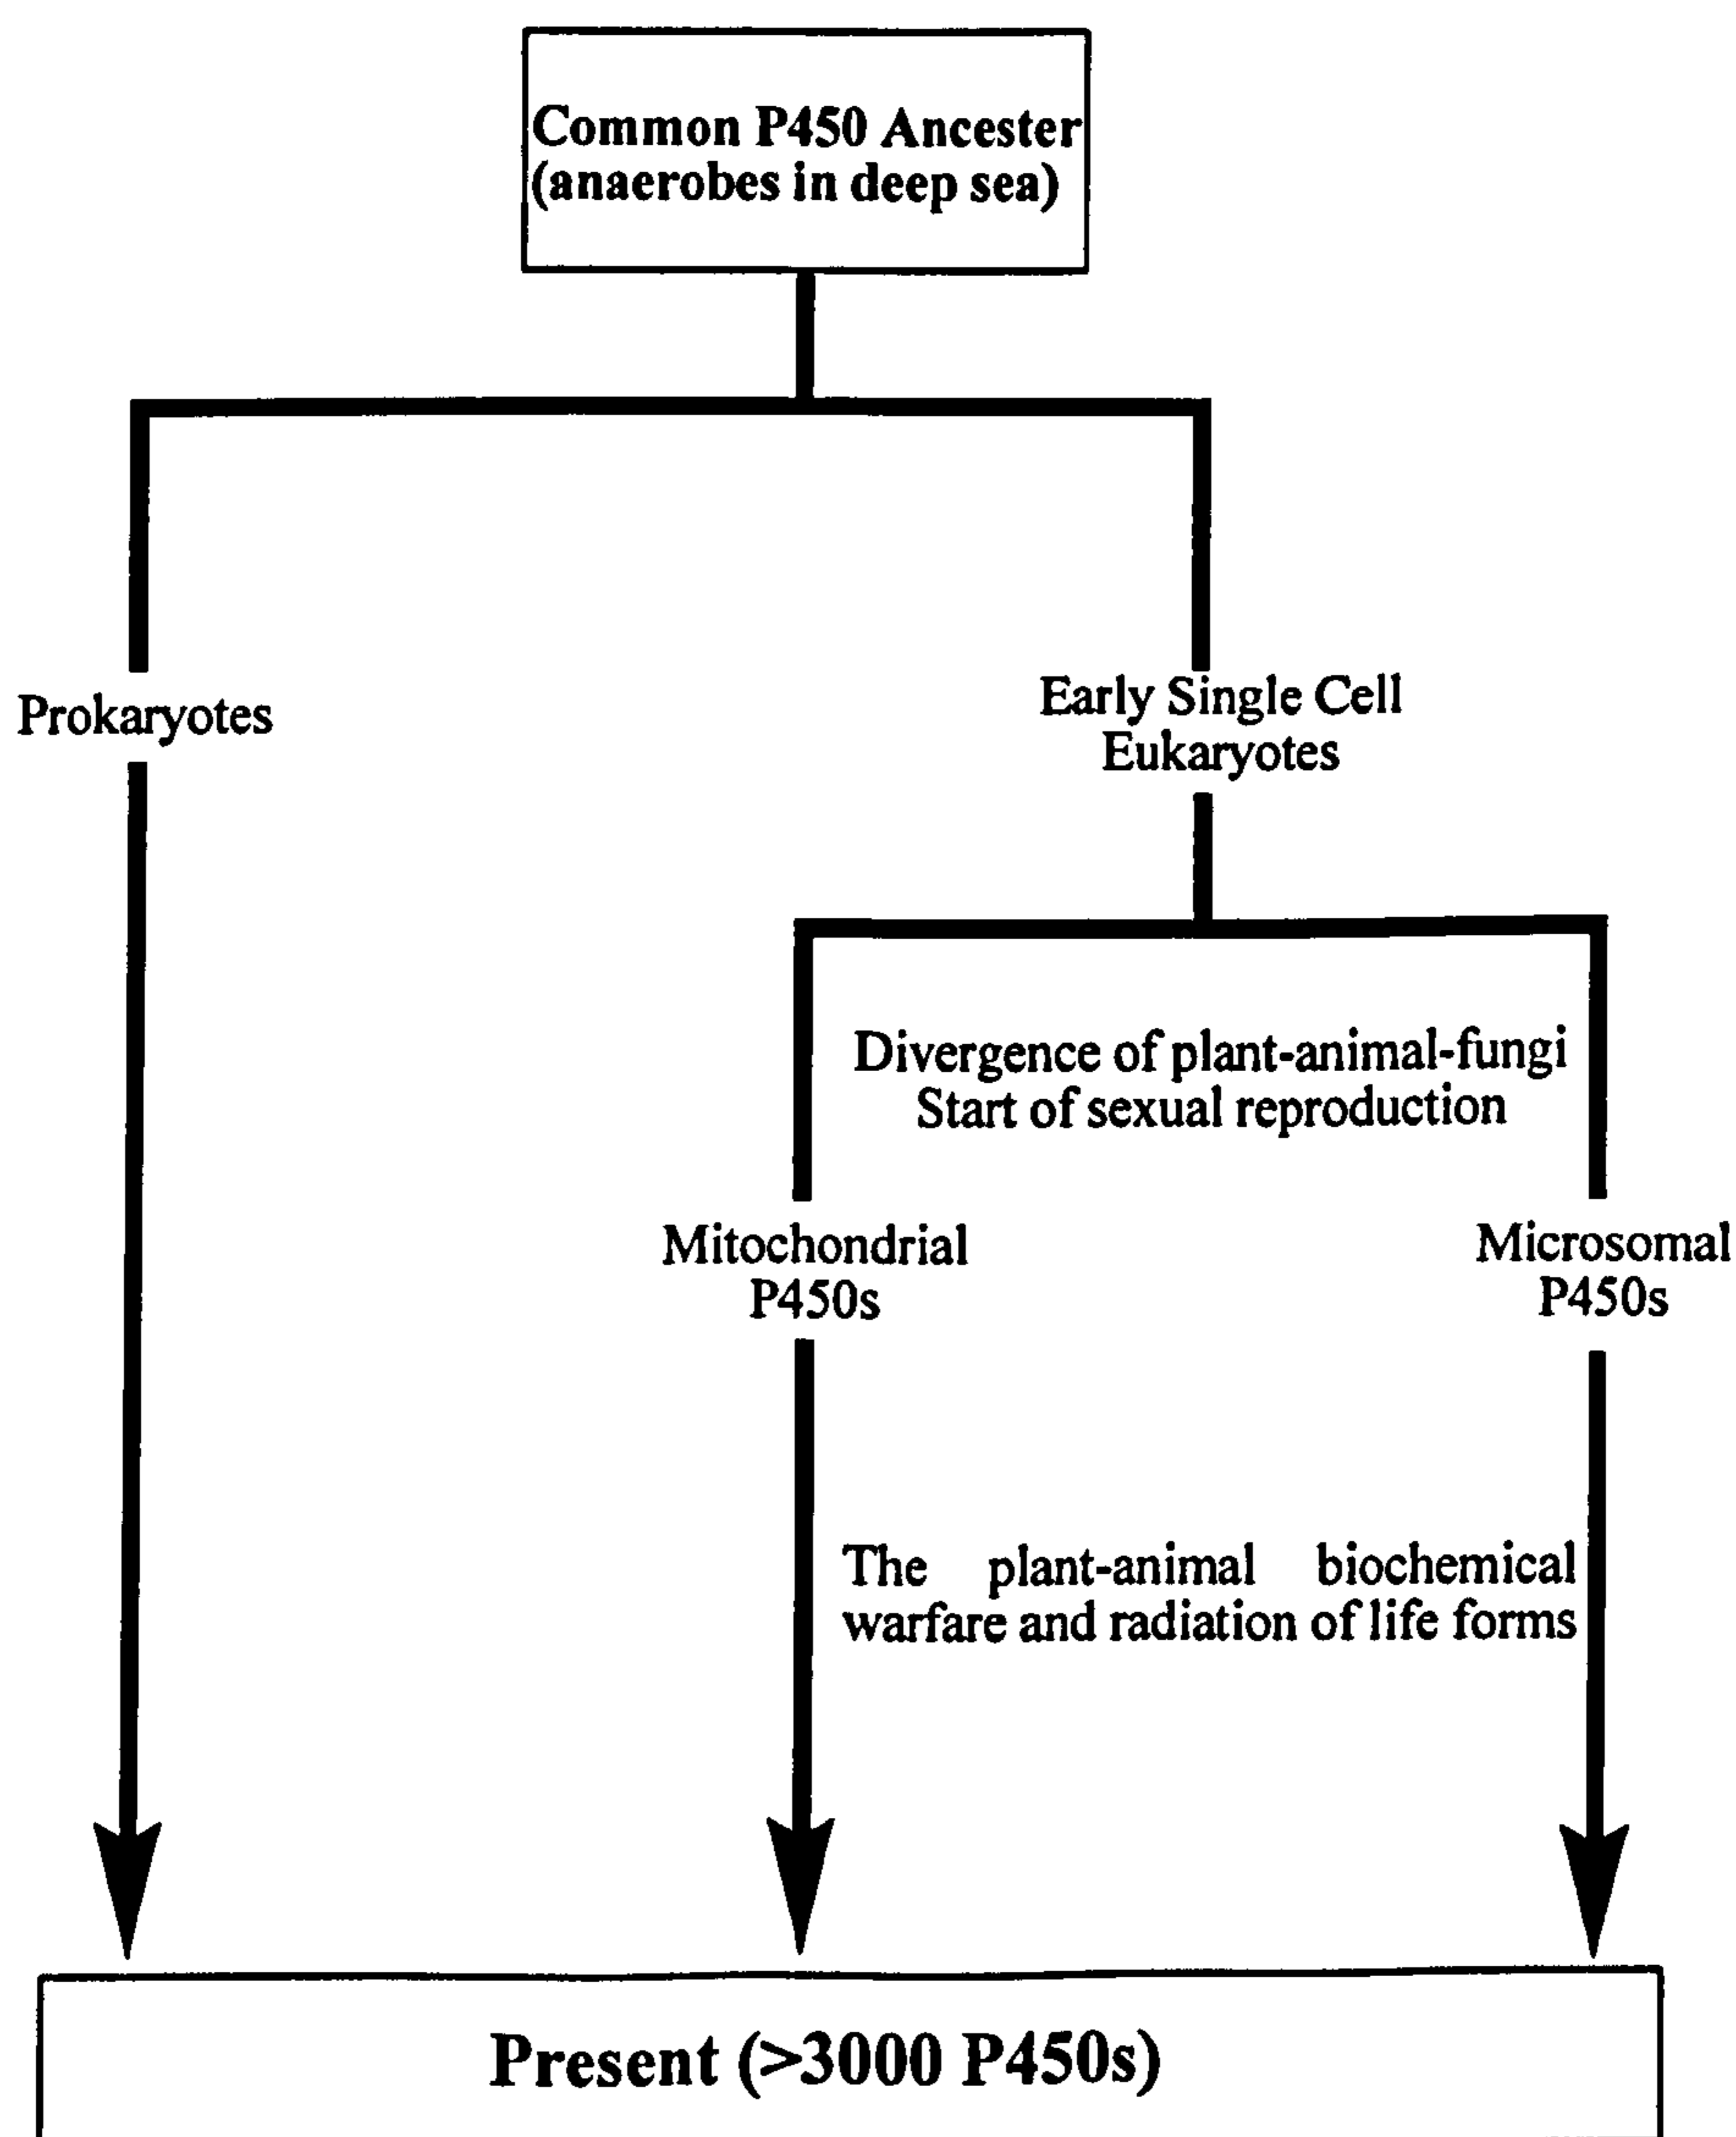 Common P450 Ancester
(anaerobes in deep sea)
Prokaryotes
Early Single Cell
Eukaryotes
Divergence of plant-animal-fungi
Start of sexual reproduction
Mitochondrial
P450s
Microsomal
P450s
The plant-animal biochemical
warfare and radiation of life forms
Present (>3000 P450s)